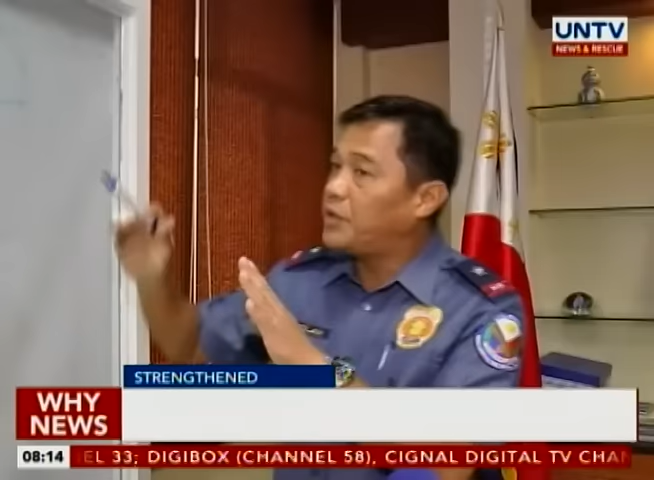 UNTV
NEWS & RESCUE
STRENGTHENED
WHY
NEWS
08:14
EL 33; DIGIBOX (CHANNEL 58), CIGNAL DIGITAL TV CHAN